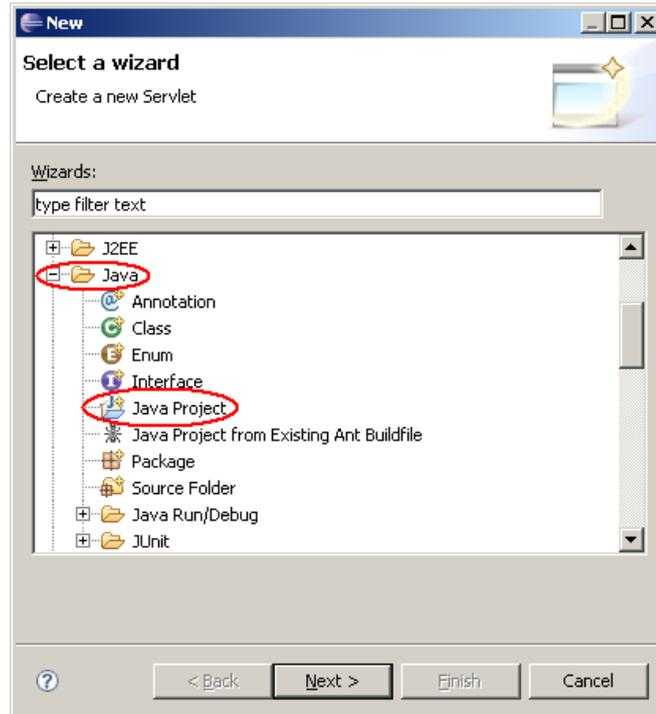 New
Select a wizard
Create a new Servlet
Wizards:
type filter text
J2EE
Java
Annotation
Class
Enum
Interface
Java Project
Java Project from Existing Ant Buildfile
Package
Source Folder
Java Run/Debug
JUnit
? < Back Next > Finish Cancel